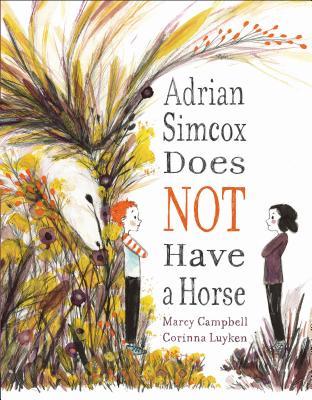 Adrian
Simcox
Does
NOT
Have
a Horse
Marcy Campbell
Corinna Luyken